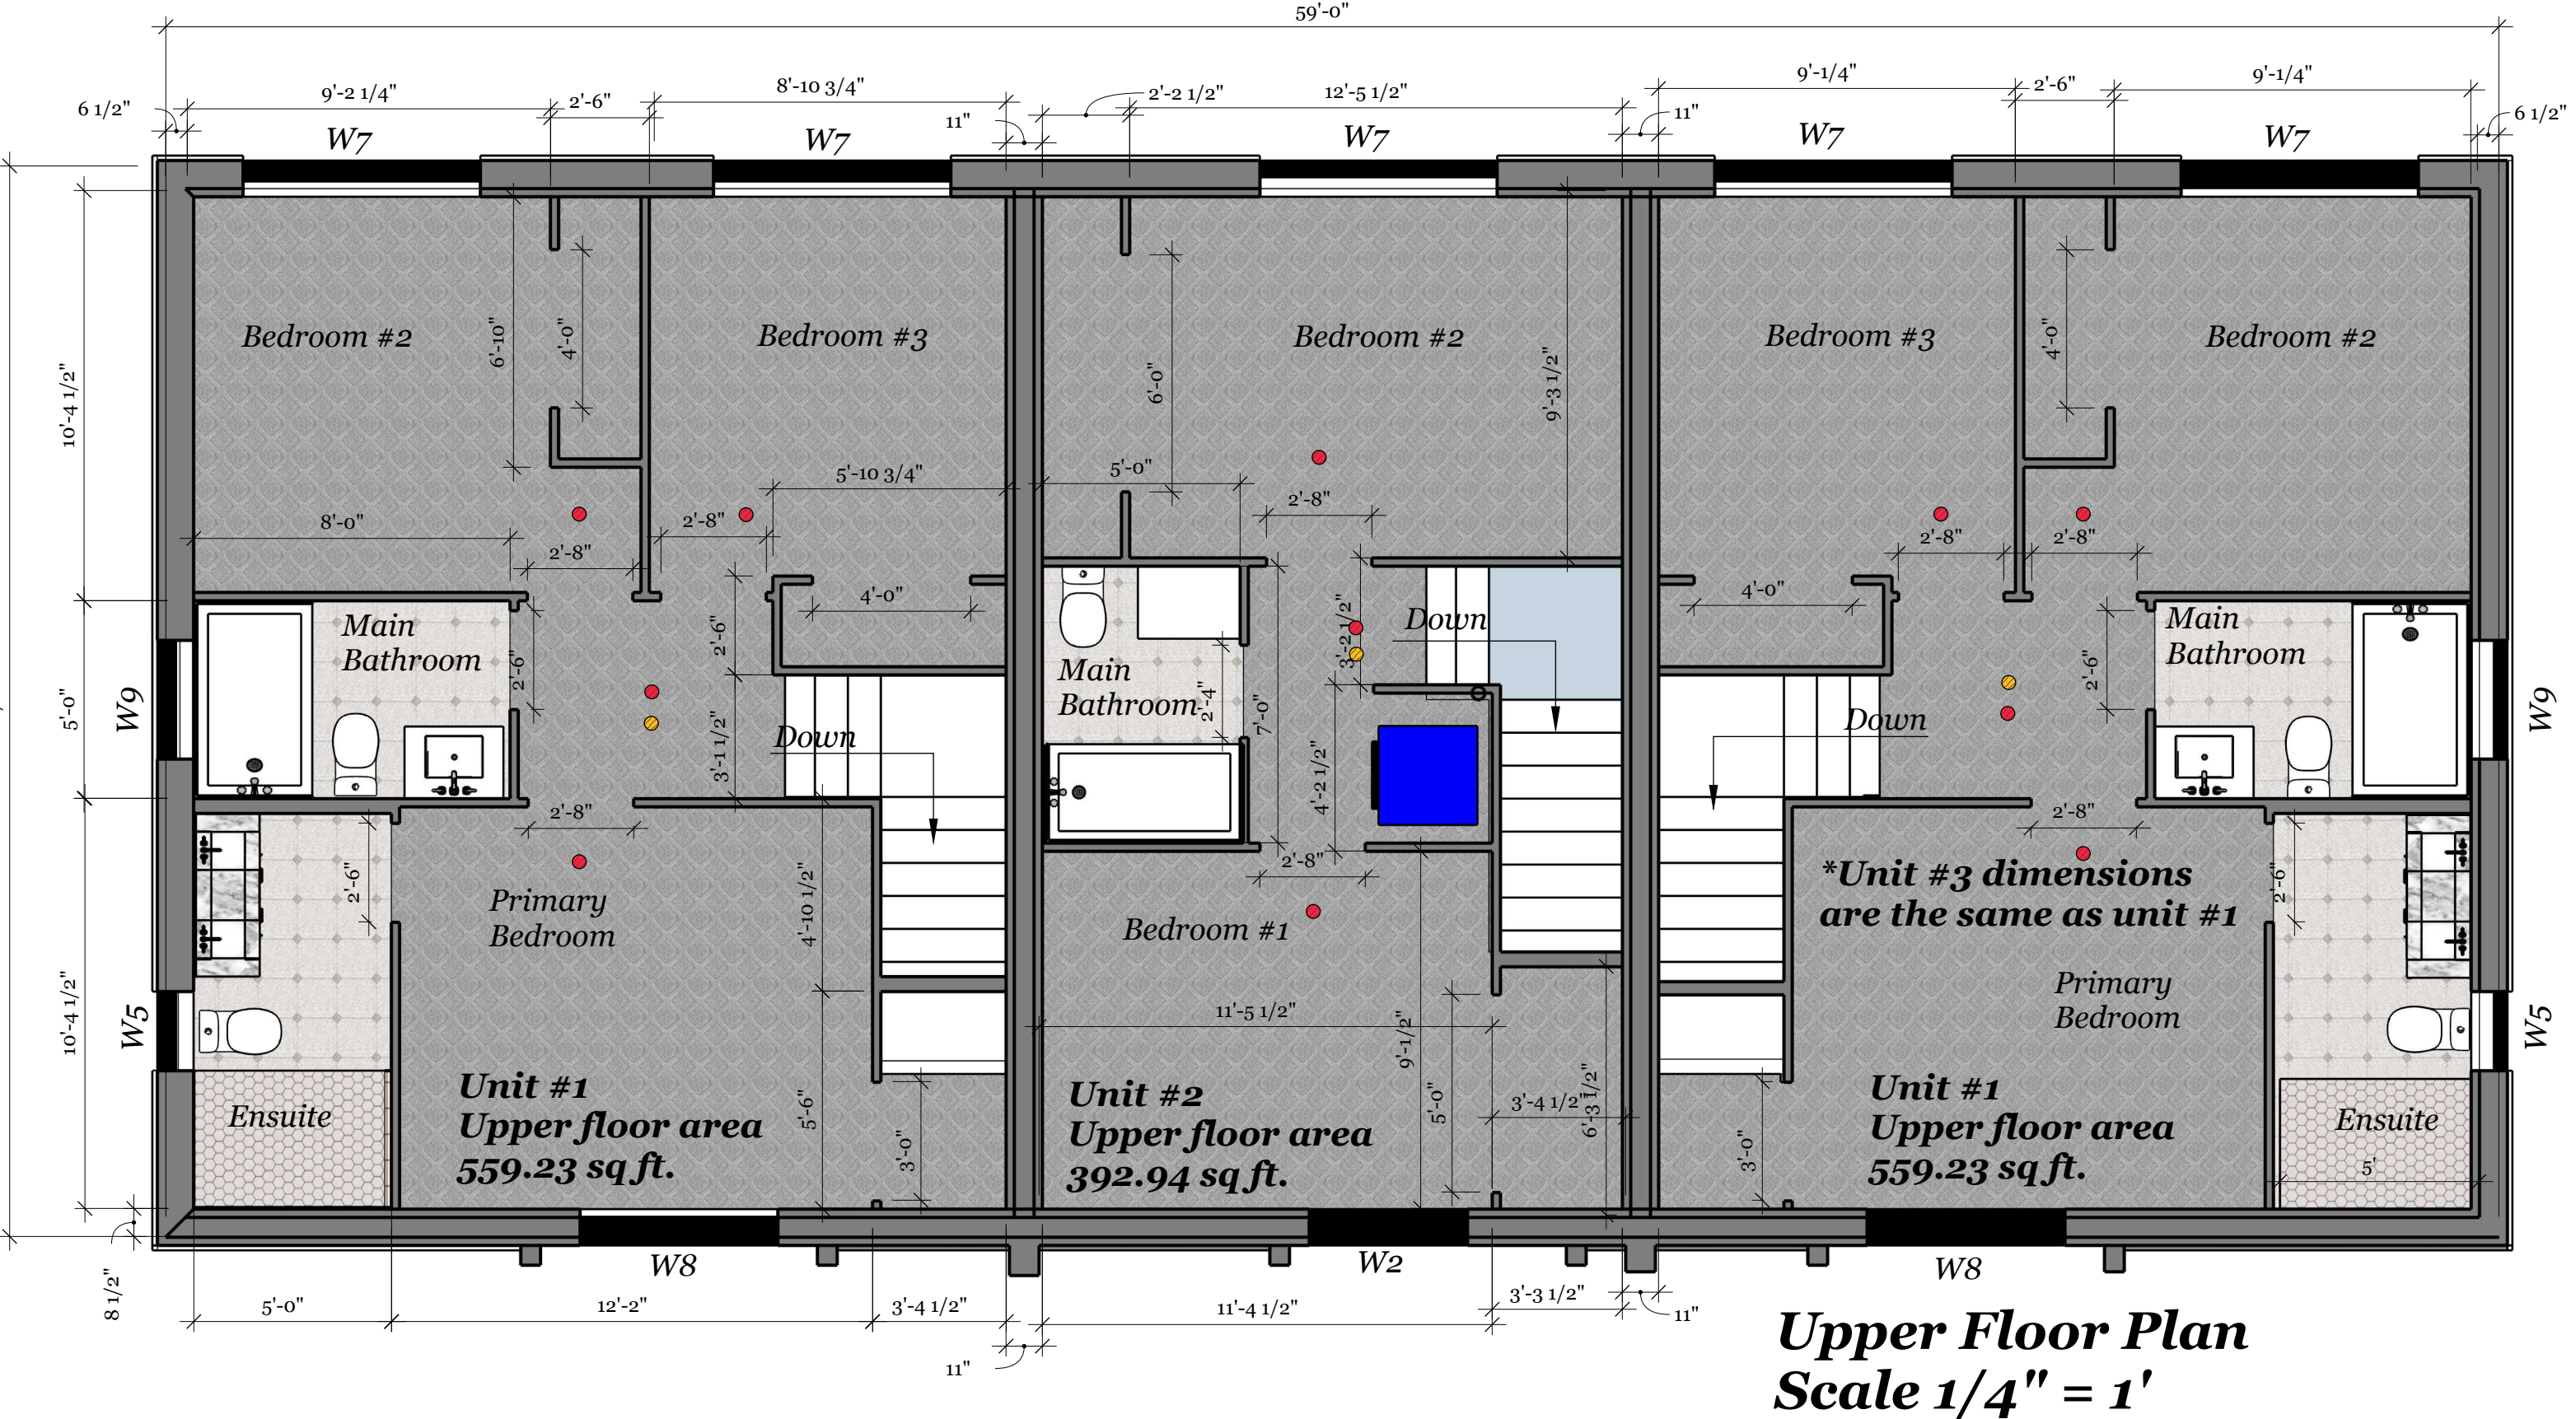 59'-0"
9'-2 1/4"
2'-6"
8'-10 3/4"
2'-2 1/2"
12'-5 1/2"
9'-1/4"
2'-6"
9'-1/4"
6 1/2"
11"
11"
6 1/2"
W7
W7
W7
W7
W7
Bedroom #2
Bedroom #3
Bedroom #2
Bedroom #3
Bedroom #2
6'-10"
4'-0"
6'-0"
9'-3 1/2"
4'-0"
10'-4 1/2"
8'-0"
2'-8"
2'-8"
5'-10 3/4"
5'-0"
2'-8"
2'-8"
2'-8"
4'-0"
4'-0"
Main
Bathroom
2'-6"
2'-6"
3'-2 1/2"
Down
Main
Bathroom
2'-6"
Main
Bathroom
2'-4"
7'-0"
5'-0"
W9
W9
3'-1 1/2"
Down
Down
4'-2 1/2"
2'-8"
2'-8"
2'-8"
2'-6"
2'-6"
*Unit #3 dimensions
are the same as unit #1
Primary
Bedroom
Bedroom #1
Primary
Bedroom
4'-10 1/2"
10'-4 1/2"
W5
W5
11'-5 1/2"
9'-1/2"
5'-0"
3'-4 1/2"
6'-3 1/2"
5'-6"
3'-0"
3'-0"
Ensuite
Unit #1
Upper floor area
559.23 sq ft.
Unit #2
Upper floor area
392.94 sq ft.
Unit #1
Upper floor area
559.23 sq ft.
Ensuite
5'
W8
W2
W8
8 1/2"
5'-0"
12'-2"
3'-4 1/2"
11'-4 1/2"
3'-3 1/2"
11"
11"
Upper Floor Plan
Scale 1/4" = 1'